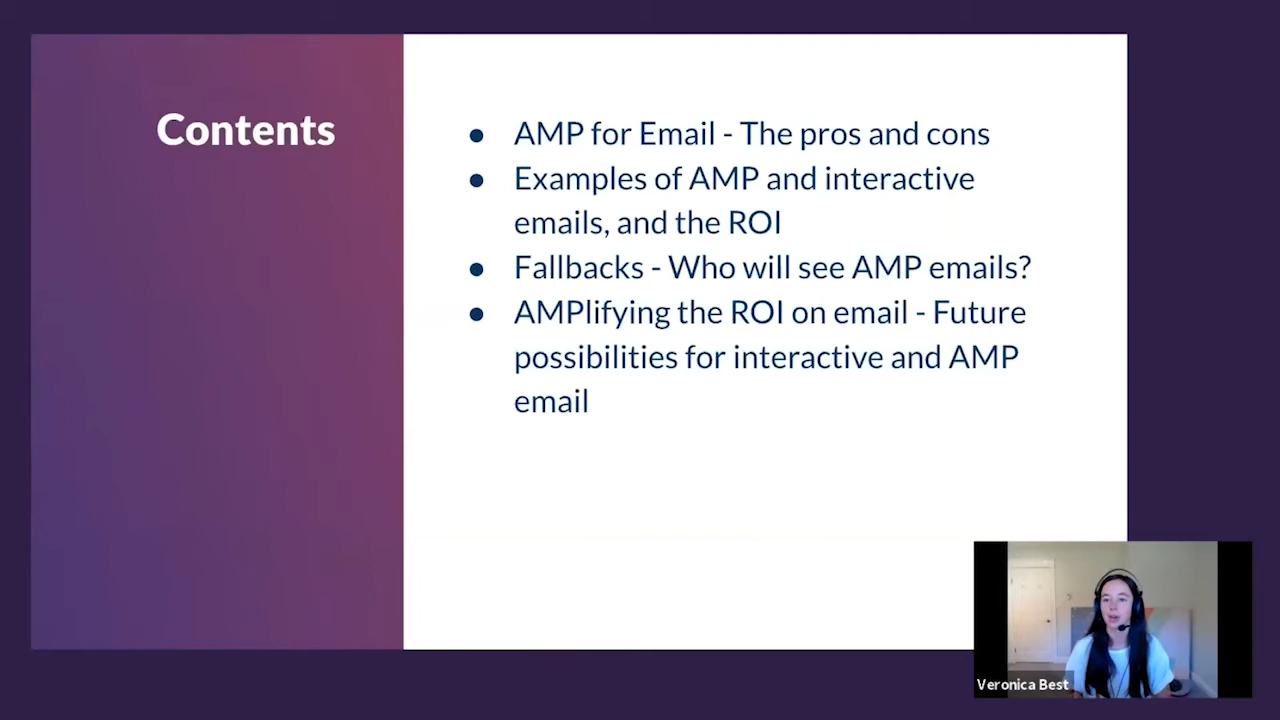 Contents
● AMP for Email - The pros and cons
● Examples of AMP and interactive
emails, and the ROI
● Fallbacks - Who will see AMP emails?
● AMPlifying the ROI on email - Future
possibilities for interactive and AMP
email
Veronica Best